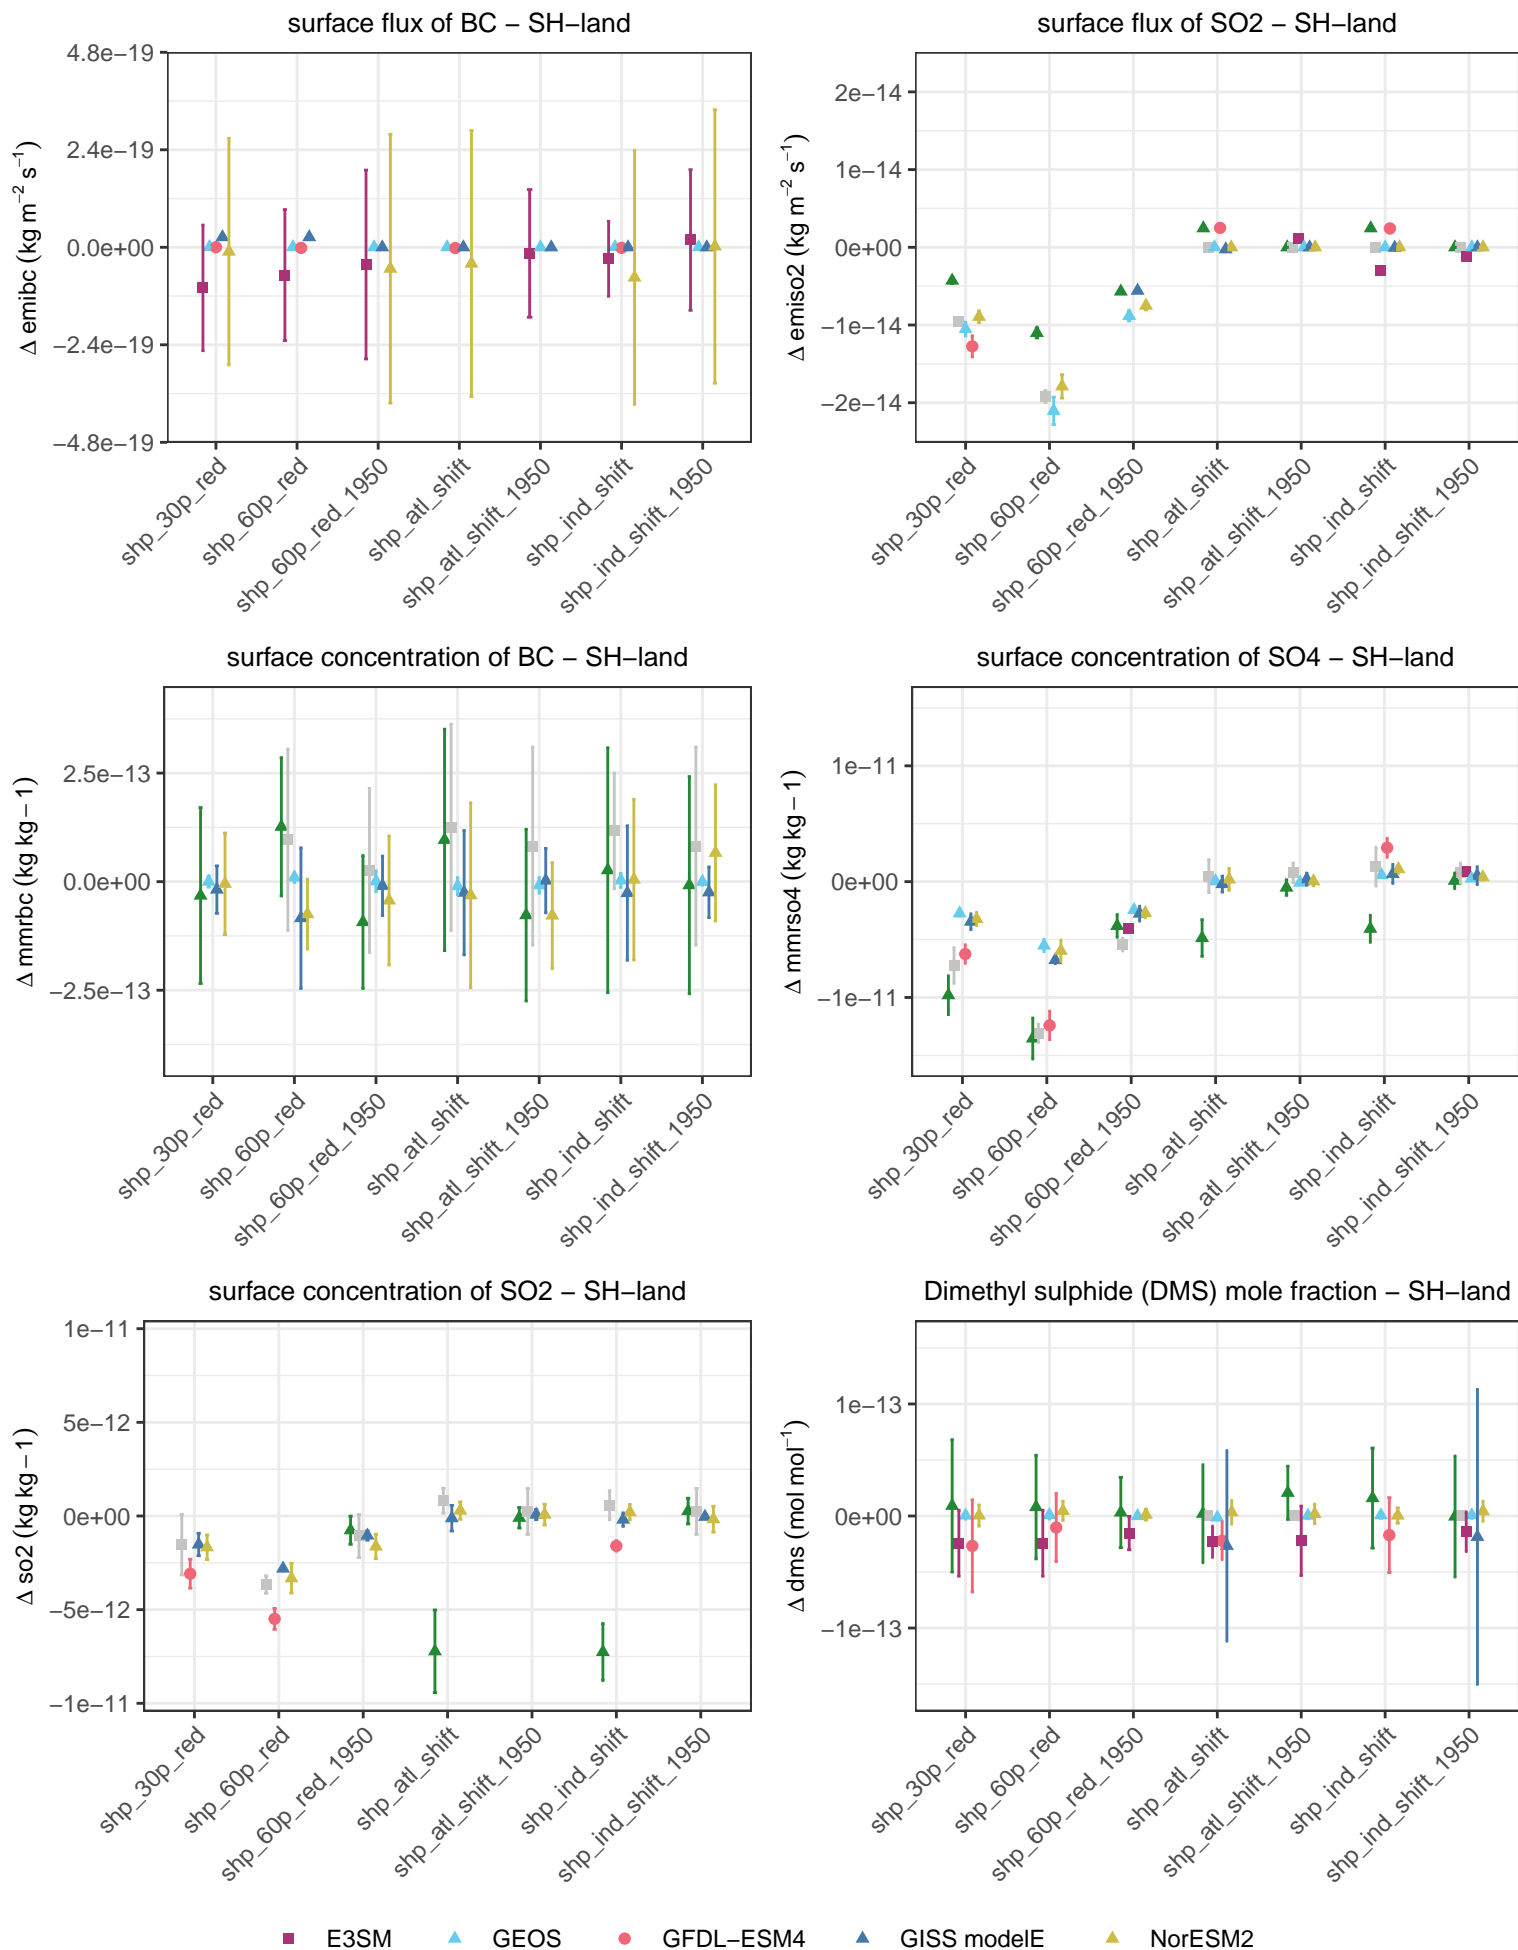 surface flux of BC − SH−land
4.8e−19
2.4e−19
0.0e+00
−2.4e−19
−4.8e−19
Δ emibc (kg m⁻² s⁻¹)
shp_30p_red
shp_60p_red
shp_60p_red_1950
shp_atl_shift
shp_atl_shift_1950
shp_ind_shift
shp_ind_shift_1950
surface flux of SO2 − SH−land
2e−14
1e−14
0e+00
−1e−14
−2e−14
Δ emiso2 (kg m⁻² s⁻¹)
shp_30p_red
shp_60p_red
shp_60p_red_1950
shp_atl_shift
shp_atl_shift_1950
shp_ind_shift
shp_ind_shift_1950
surface concentration of BC − SH−land
2.5e−13
0.0e+00
−2.5e−13
Δ mmrbc (kg kg − 1)
shp_30p_red
shp_60p_red
shp_60p_red_1950
shp_atl_shift
shp_atl_shift_1950
shp_ind_shift
shp_ind_shift_1950
surface concentration of SO4 − SH−land
1e−11
0e+00
−1e−11
Δ mmrso4 (kg kg − 1)
shp_30p_red
shp_60p_red
shp_60p_red_1950
shp_atl_shift
shp_atl_shift_1950
shp_ind_shift
shp_ind_shift_1950
surface concentration of SO2 − SH−land
1e−11
5e−12
0e+00
−5e−12
−1e−11
Δ so2 (kg kg − 1)
shp_30p_red
shp_60p_red
shp_60p_red_1950
shp_atl_shift
shp_atl_shift_1950
shp_ind_shift
shp_ind_shift_1950
Dimethyl sulphide (DMS) mole fraction − SH−land
1e−13
0e+00
−1e−13
Δ dms (mol mol⁻¹)
shp_30p_red
shp_60p_red
shp_60p_red_1950
shp_atl_shift
shp_atl_shift_1950
shp_ind_shift
shp_ind_shift_1950
E3SM GEOS GFDL−ESM4 GISS modelE NorESM2